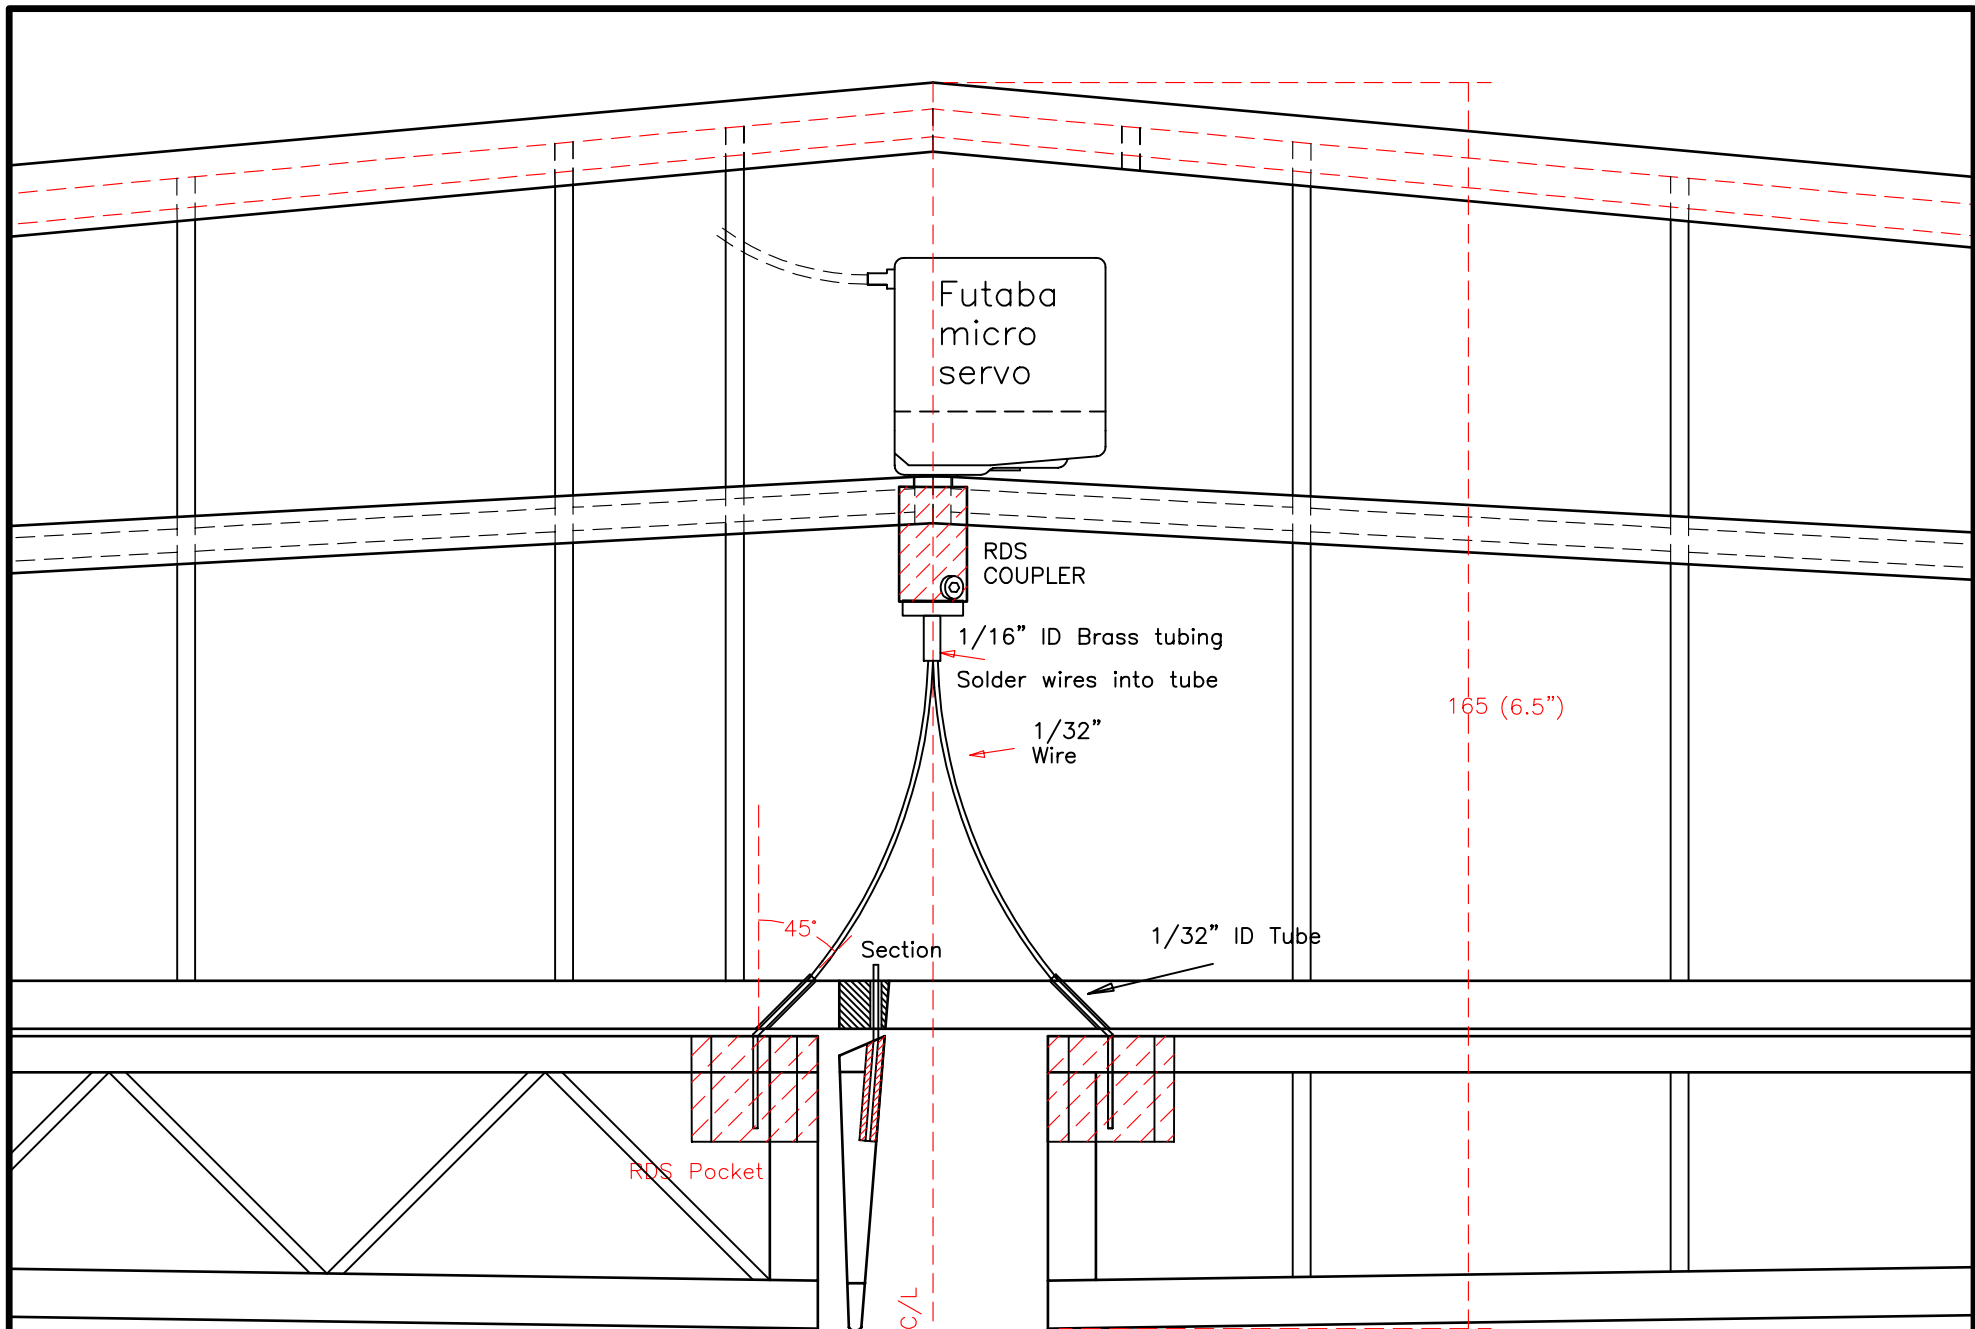 Futaba
micro
servo
RDS
COUPLER
1/16” ID Brass tubing
Solder wires into tube
1/32”
Wire
165 (6.5”)
45°
Section
1/32” ID Tube
RDS Pocket
C/L